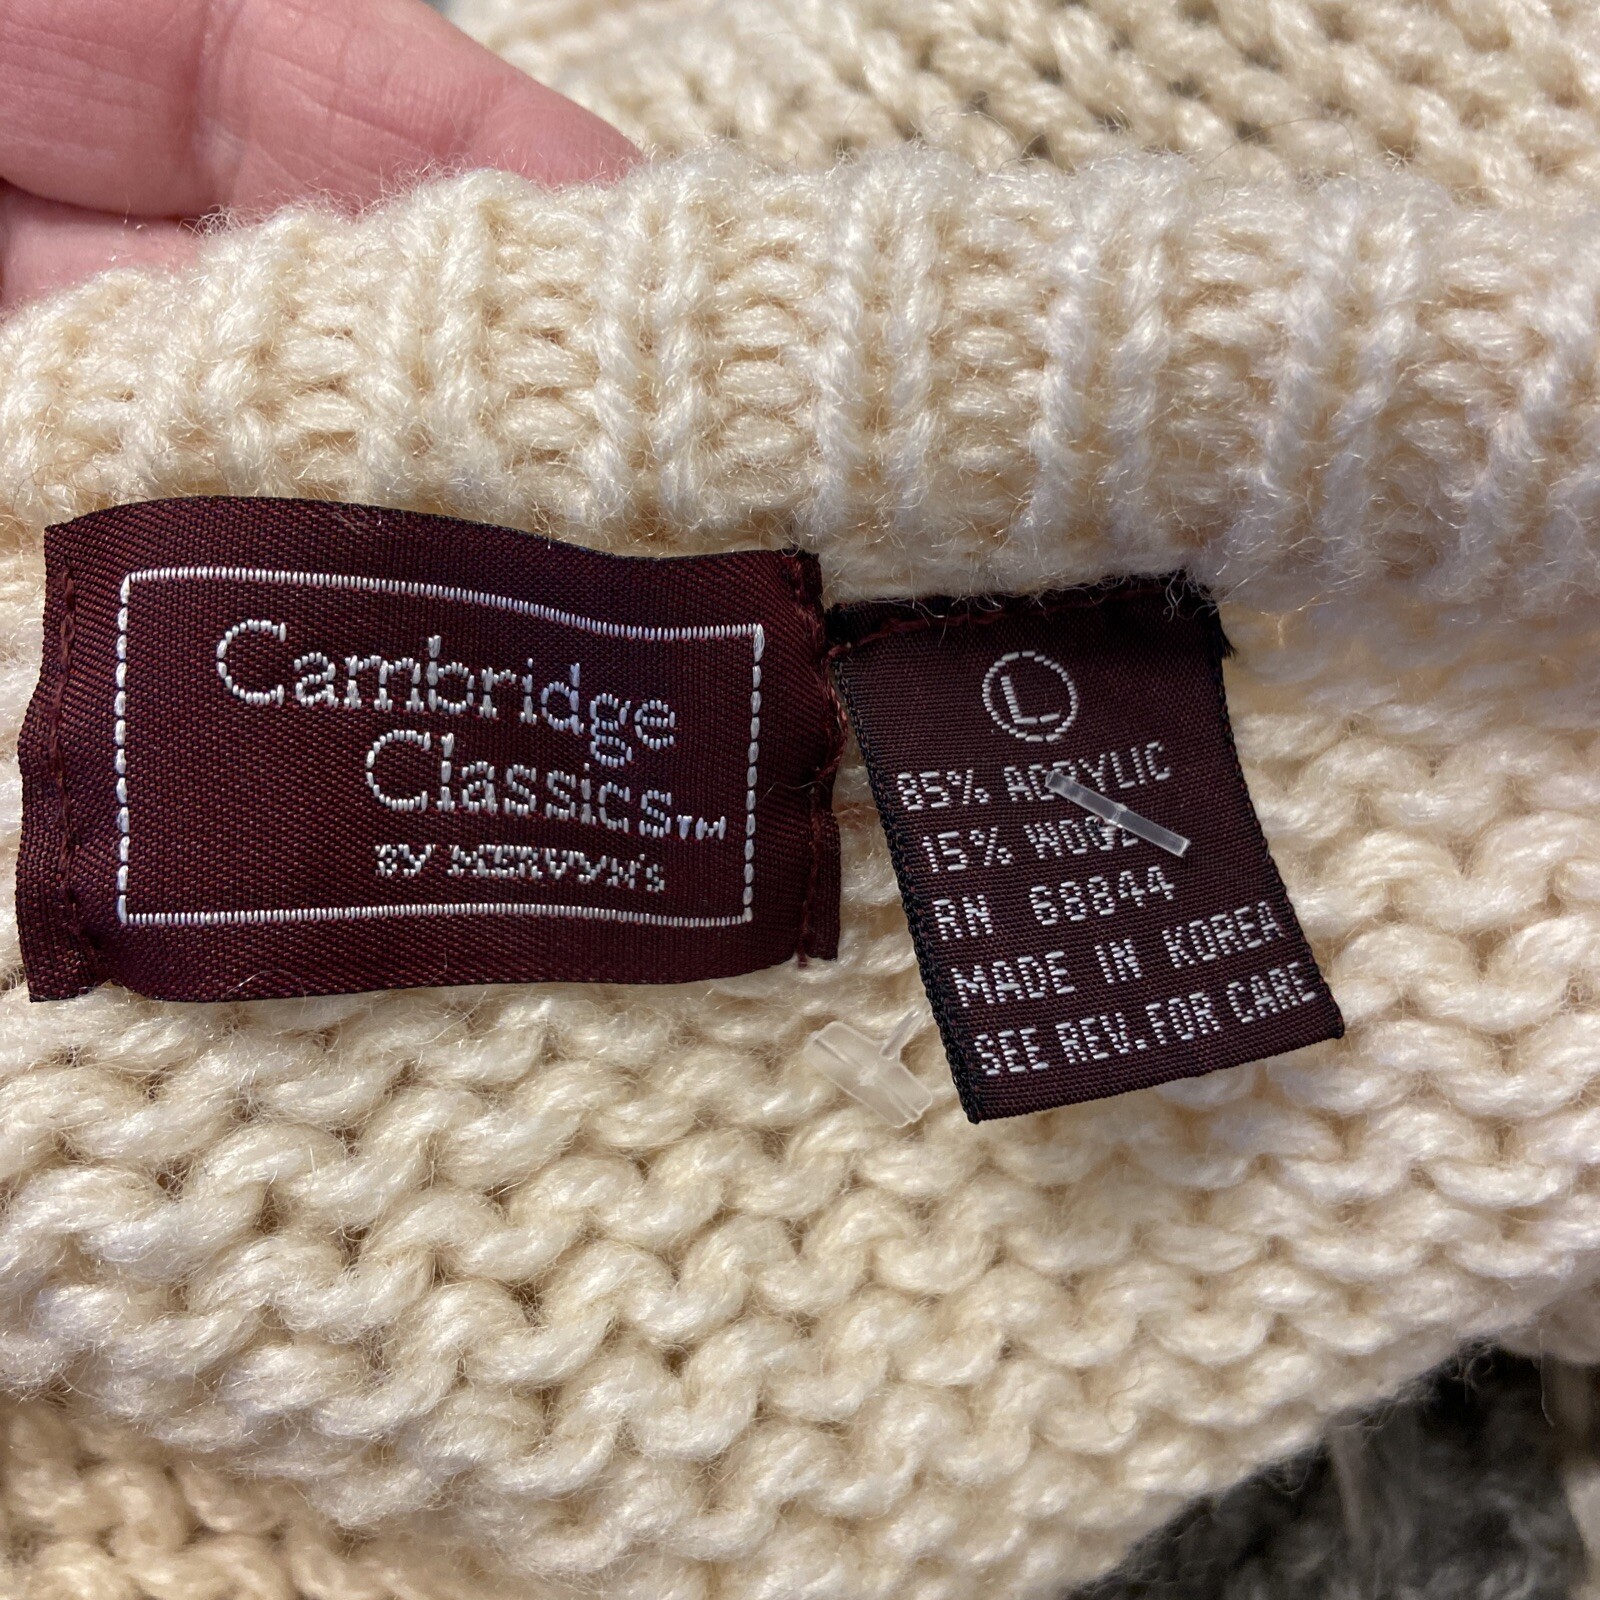 Cambridge
Classics™
BY MERVYN's
L
85% ACRYLIC
15% WOOL
RN 68844
MADE IN KOREA
SEE REV. FOR CARE